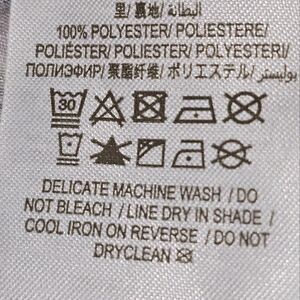 里/ 裏地/ البطانة/
100% POLYESTER/ POLIESTERE/
POLIÉSTER/ POLIESTER/ POLYESTERI/
ПОЛИЭФИР/ 聚酯纤维/ ポリエステル/ بوليستر/
30
DELICATE MACHINE WASH / DO
NOT BLEACH / LINE DRY IN SHADE /
COOL IRON ON REVERSE / DO NOT
DRYCLEAN